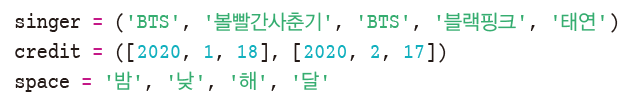 singer = ('BTS', '볼빨간사춘기', 'BTS', '블랙핑크', '태연')
credit = ([2020, 1, 18], [2020, 2, 17])
space = '밤', '낮', '해', '달'